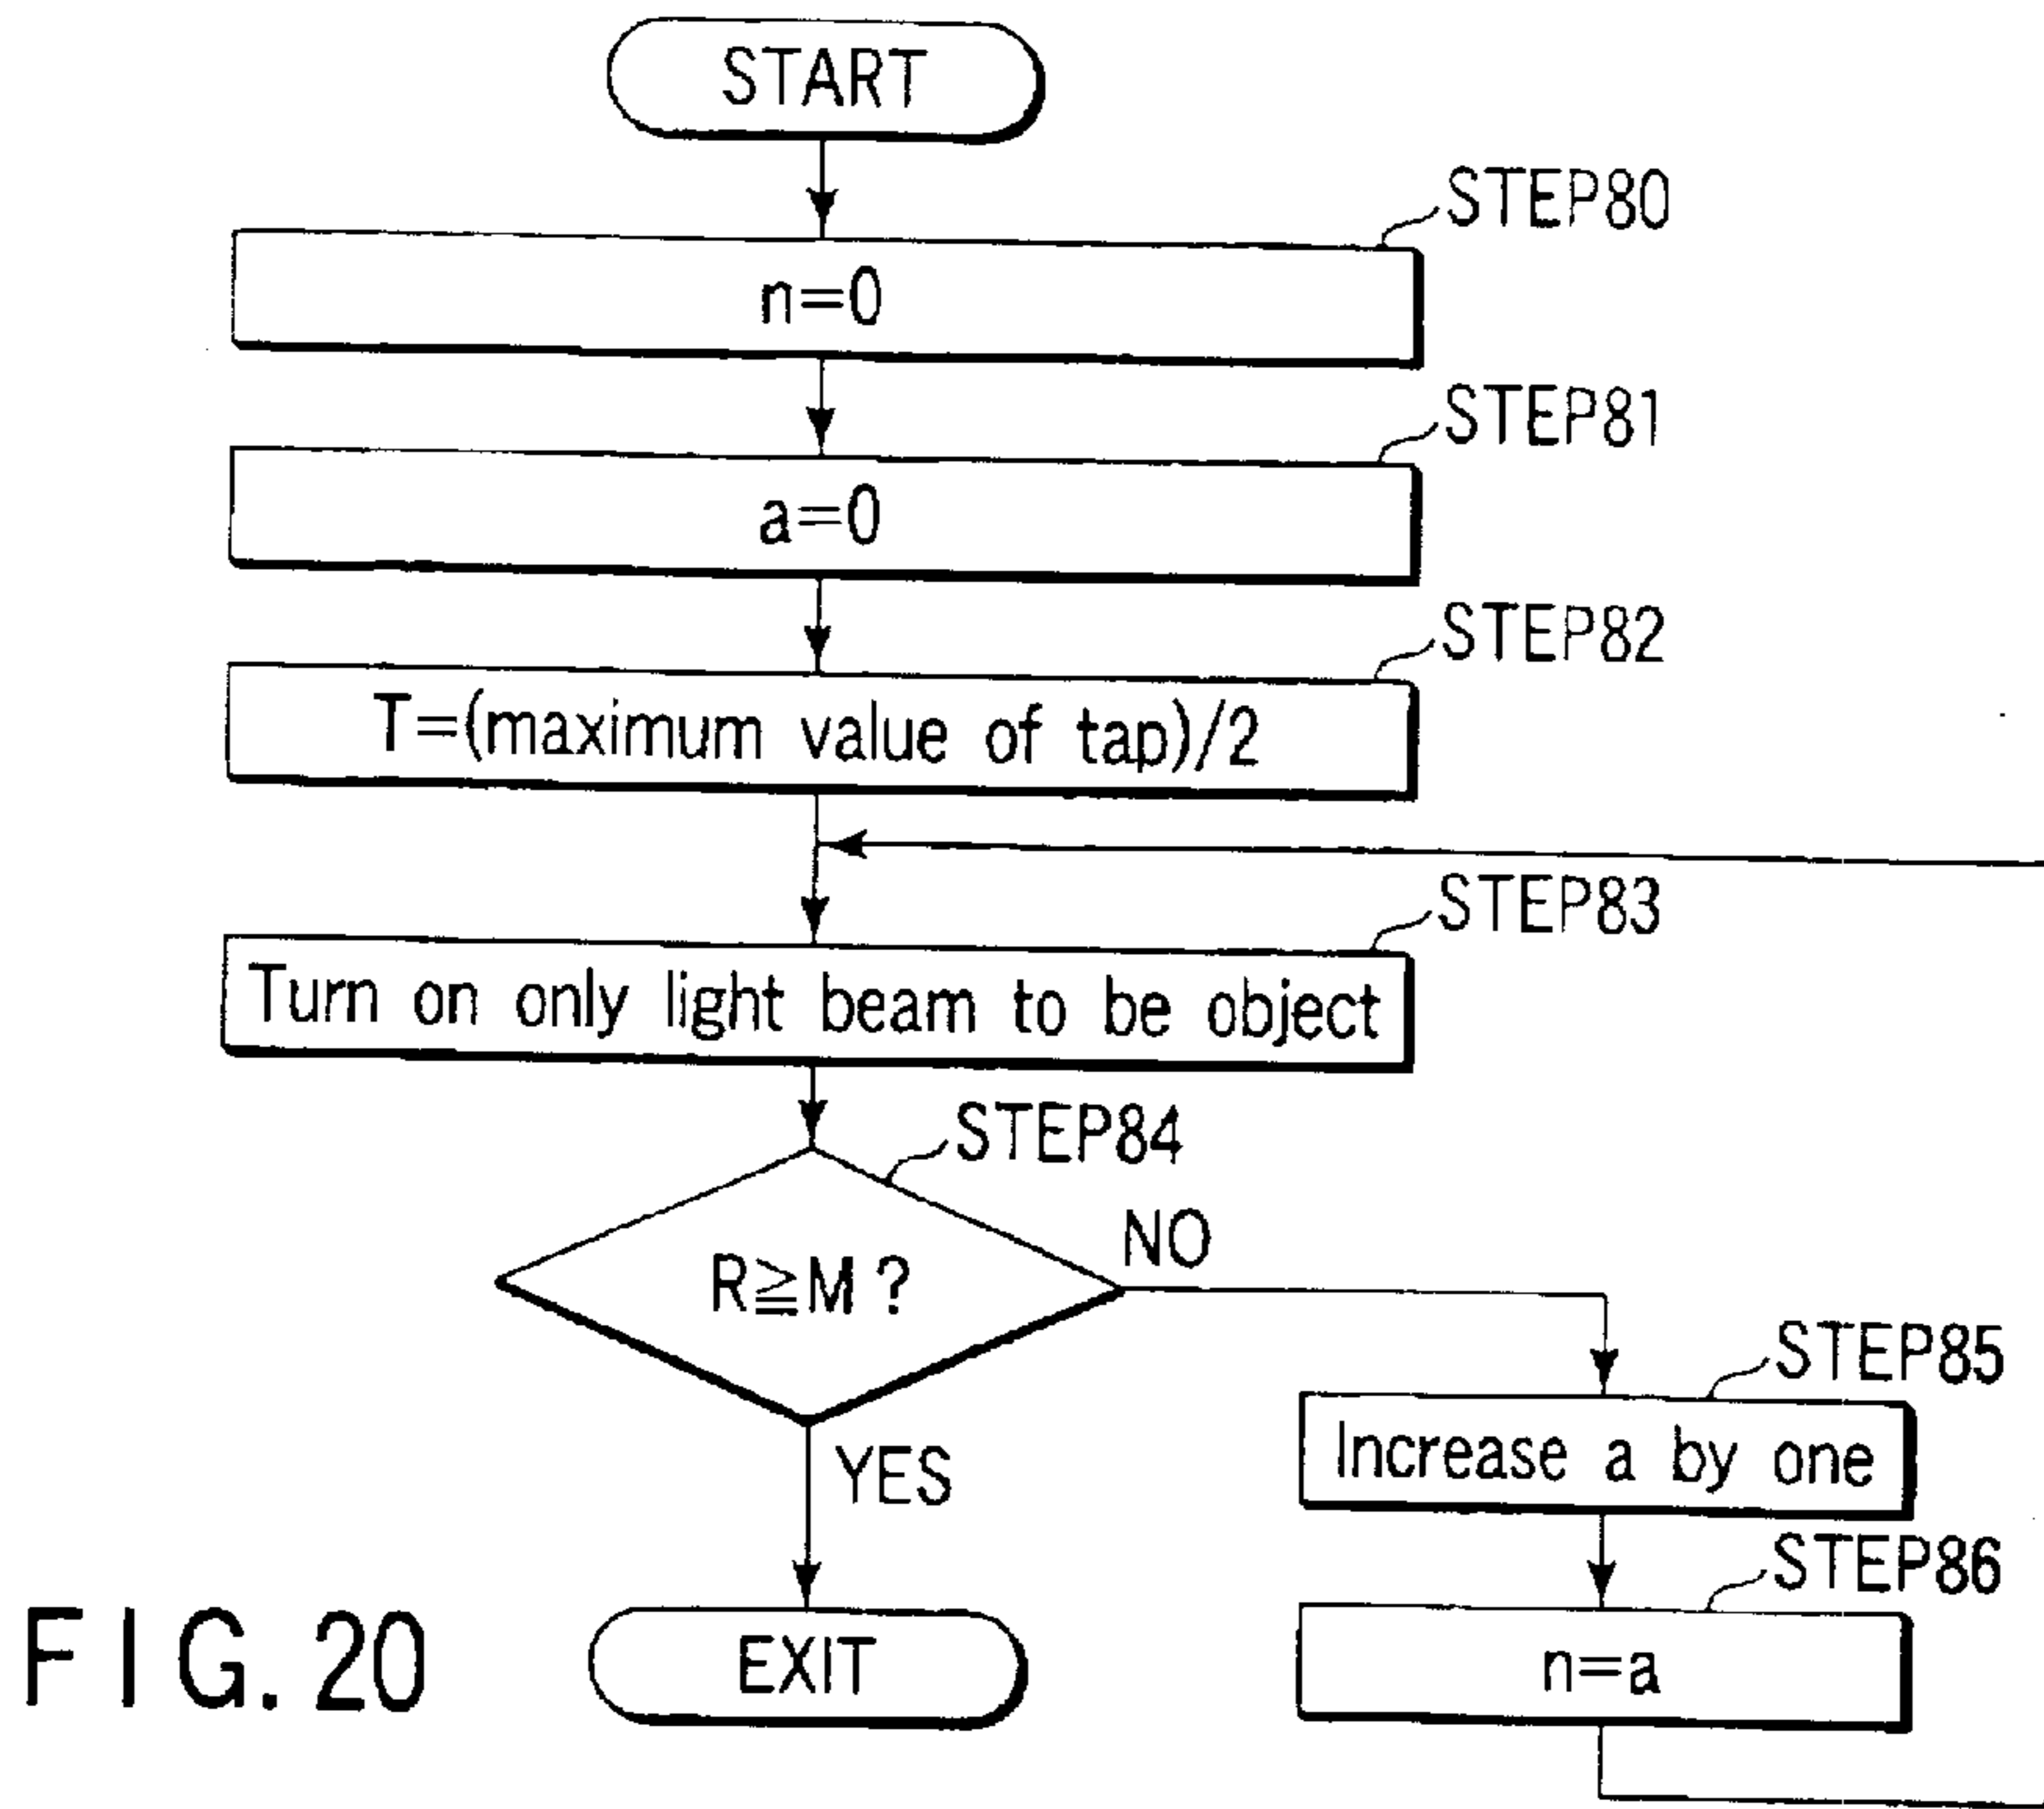 START
STEP80
n=0
STEP81
a=0
STEP82
T=(maximum value of tap)/2
STEP83
Turn on only light beam to be object
STEP84
R≧M?
NO
YES
STEP85
Increase a by one
STEP86
n=a
EXIT
FIG. 20